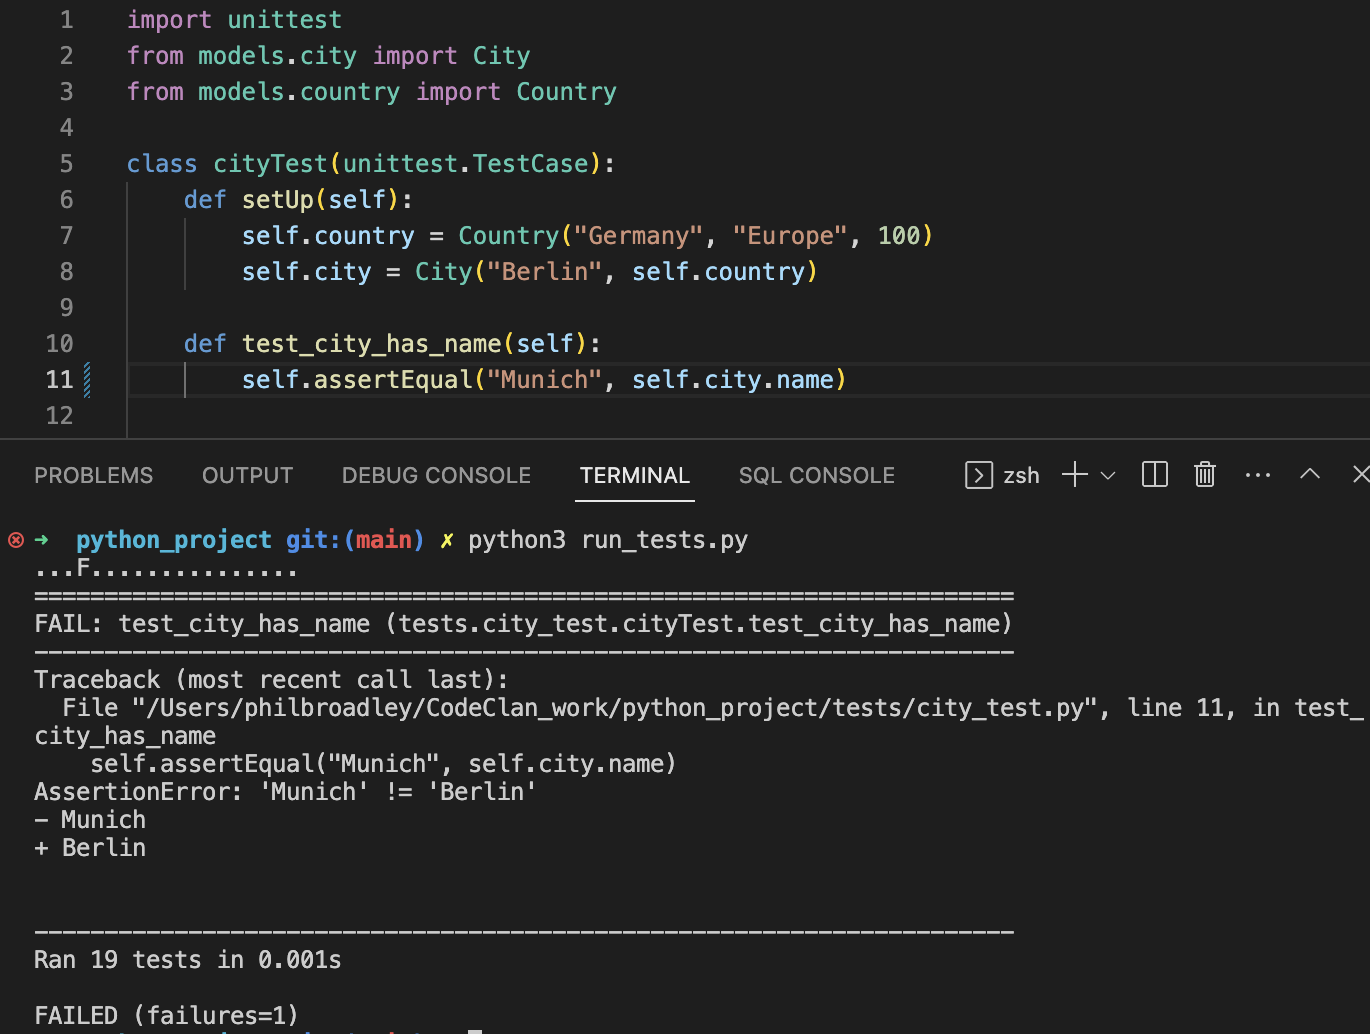 1 import unittest
2 from models.city import City
3 from models.country import Country
4
5 class cityTest(unittest.TestCase):
6 def setUp(self):
7 self.country = Country("Germany", "Europe", 100)
8 self.city = City("Berlin", self.country)
9
10 def test_city_has_name(self):
11 self.assertEqual("Munich", self.city.name)
12
PROBLEMS OUTPUT DEBUG CONSOLE TERMINAL SQL CONSOLE zsh
➜ python_project git:(main) ✗ python3 run_tests.py
...F...............
======================================================================
FAIL: test_city_has_name (tests.city_test.cityTest.test_city_has_name)
----------------------------------------------------------------------
Traceback (most recent call last):
File "/Users/philbroadley/CodeClan_work/python_project/tests/city_test.py", line 11, in test_
city_has_name
self.assertEqual("Munich", self.city.name)
AssertionError: 'Munich' != 'Berlin'
- Munich
+ Berlin
----------------------------------------------------------------------
Ran 19 tests in 0.001s
FAILED (failures=1)